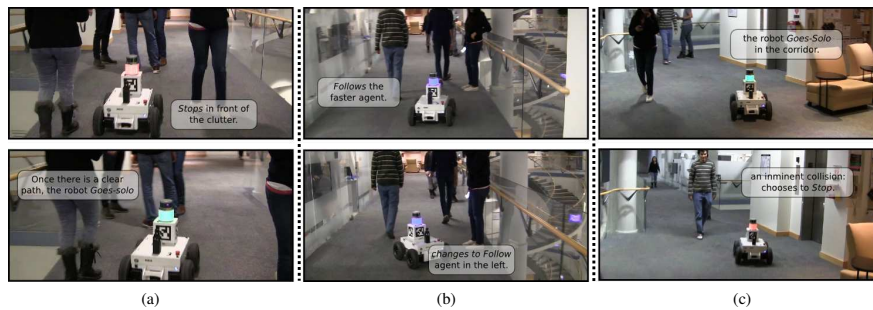 Stops in front of
the clutter.
Once there is a clear
path, the robot Goes-solo
(a)
Follows the
faster agent.
changes to Follow
agent in the left.
(b)
the robot Goes-Solo
in the corridor.
an inminent collision:
chooses to Stop.
(c)